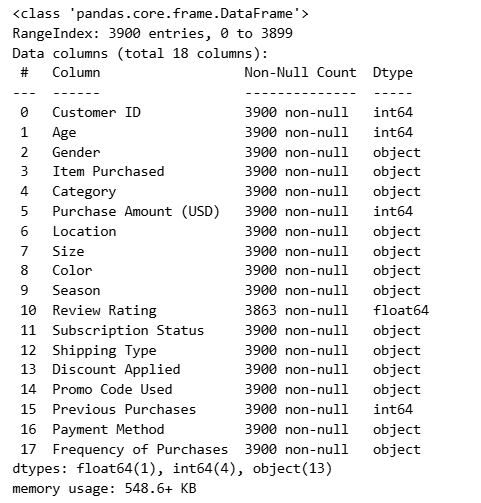 <class 'pandas.core.frame.DataFrame'>
RangeIndex: 3900 entries, 0 to 3899
Data columns (total 18 columns):
 #   Column                  Non-Null Count  Dtype
---  ------                  --------------  -----
 0   Customer ID             3900 non-null   int64
 1   Age                     3900 non-null   int64
 2   Gender                  3900 non-null   object
 3   Item Purchased          3900 non-null   object
 4   Category                3900 non-null   object
 5   Purchase Amount (USD)   3900 non-null   int64
 6   Location                3900 non-null   object
 7   Size                    3900 non-null   object
 8   Color                   3900 non-null   object
 9   Season                  3900 non-null   object
 10  Review Rating           3863 non-null   float64
 11  Subscription Status     3900 non-null   object
 12  Shipping Type           3900 non-null   object
 13  Discount Applied        3900 non-null   object
 14  Promo Code Used         3900 non-null   object
 15  Previous Purchases      3900 non-null   int64
 16  Payment Method          3900 non-null   object
 17  Frequency of Purchases  3900 non-null   object
dtypes: float64(1), int64(4), object(13)
memory usage: 548.6+ KB